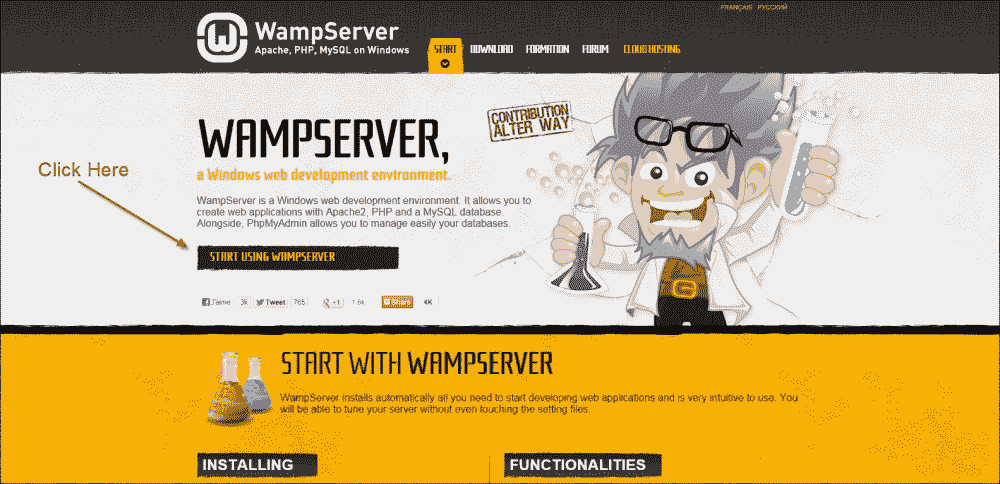 FRANÇAIS РУССКИЙ
WampServer
Apache, PHP, MySQL on Windows
START DOWNLOAD FORMATION FORUM CLOUD HOSTING
CONTRIBUTION
ALTER WAY
WAMPSERVER,
a Windows web development environment.
Click Here
WampServer is a Windows web development environment. It allows you to
create web applications with Apache2, PHP and a MySQL database.
Alongside, PhpMyAdmin allows you to manage easily your databases.
START USING WAMPSERVER
J'aime 3k Tweet 765 +1 1.6k Share 4K
START WITH WAMPSERVER
WampServer installs automatically all you need to start developing web applications and is very intuitive to use. You
will be able to tune your server without even touching the setting files.
INSTALLING FUNCTIONALITIES